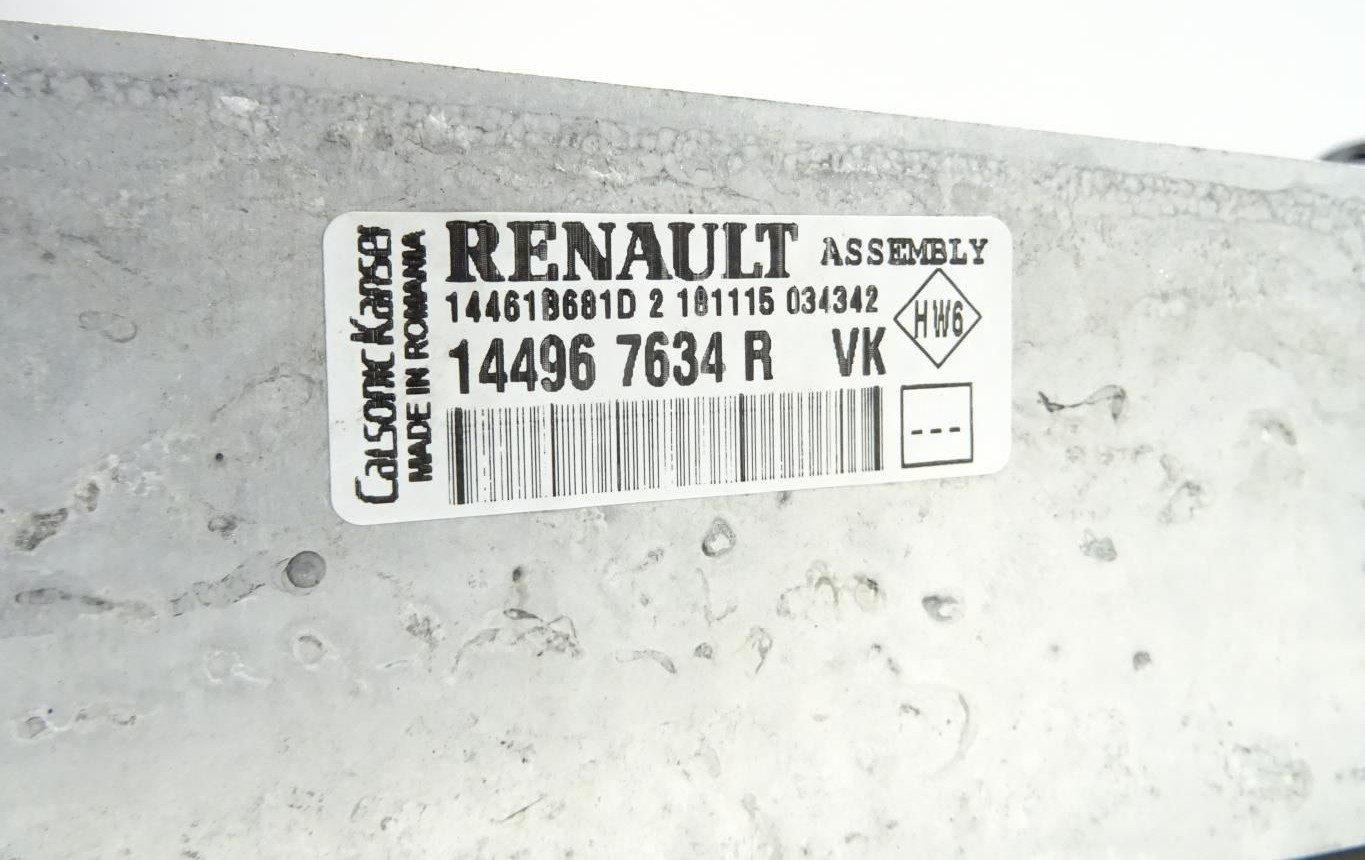 Calsonic Kansei
MADE IN ROMANIA
RENAULT ASSEMBLY
14461B681D 2 181115 034342
HW6
14496 7634 R VK
---